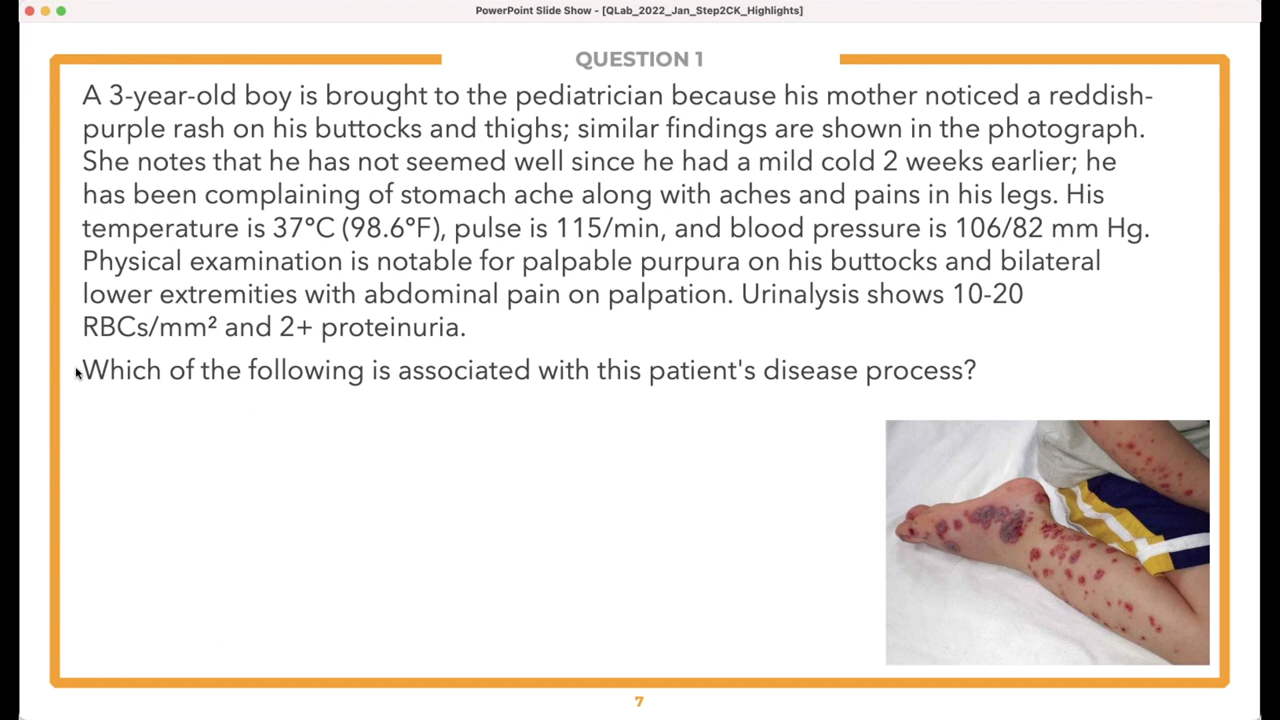 PowerPoint Slide Show - [QLab_2022_Jan_Step2CK_Highlights]
QUESTION 1
A 3-year-old boy is brought to the pediatrician because his mother noticed a reddish-
purple rash on his buttocks and thighs; similar findings are shown in the photograph.
She notes that he has not seemed well since he had a mild cold 2 weeks earlier; he
has been complaining of stomach ache along with aches and pains in his legs. His
temperature is 37°C (98.6°F), pulse is 115/min, and blood pressure is 106/82 mm Hg.
Physical examination is notable for palpable purpura on his buttocks and bilateral
lower extremities with abdominal pain on palpation. Urinalysis shows 10-20
RBCs/mm² and 2+ proteinuria.
Which of the following is associated with this patient's disease process?
7